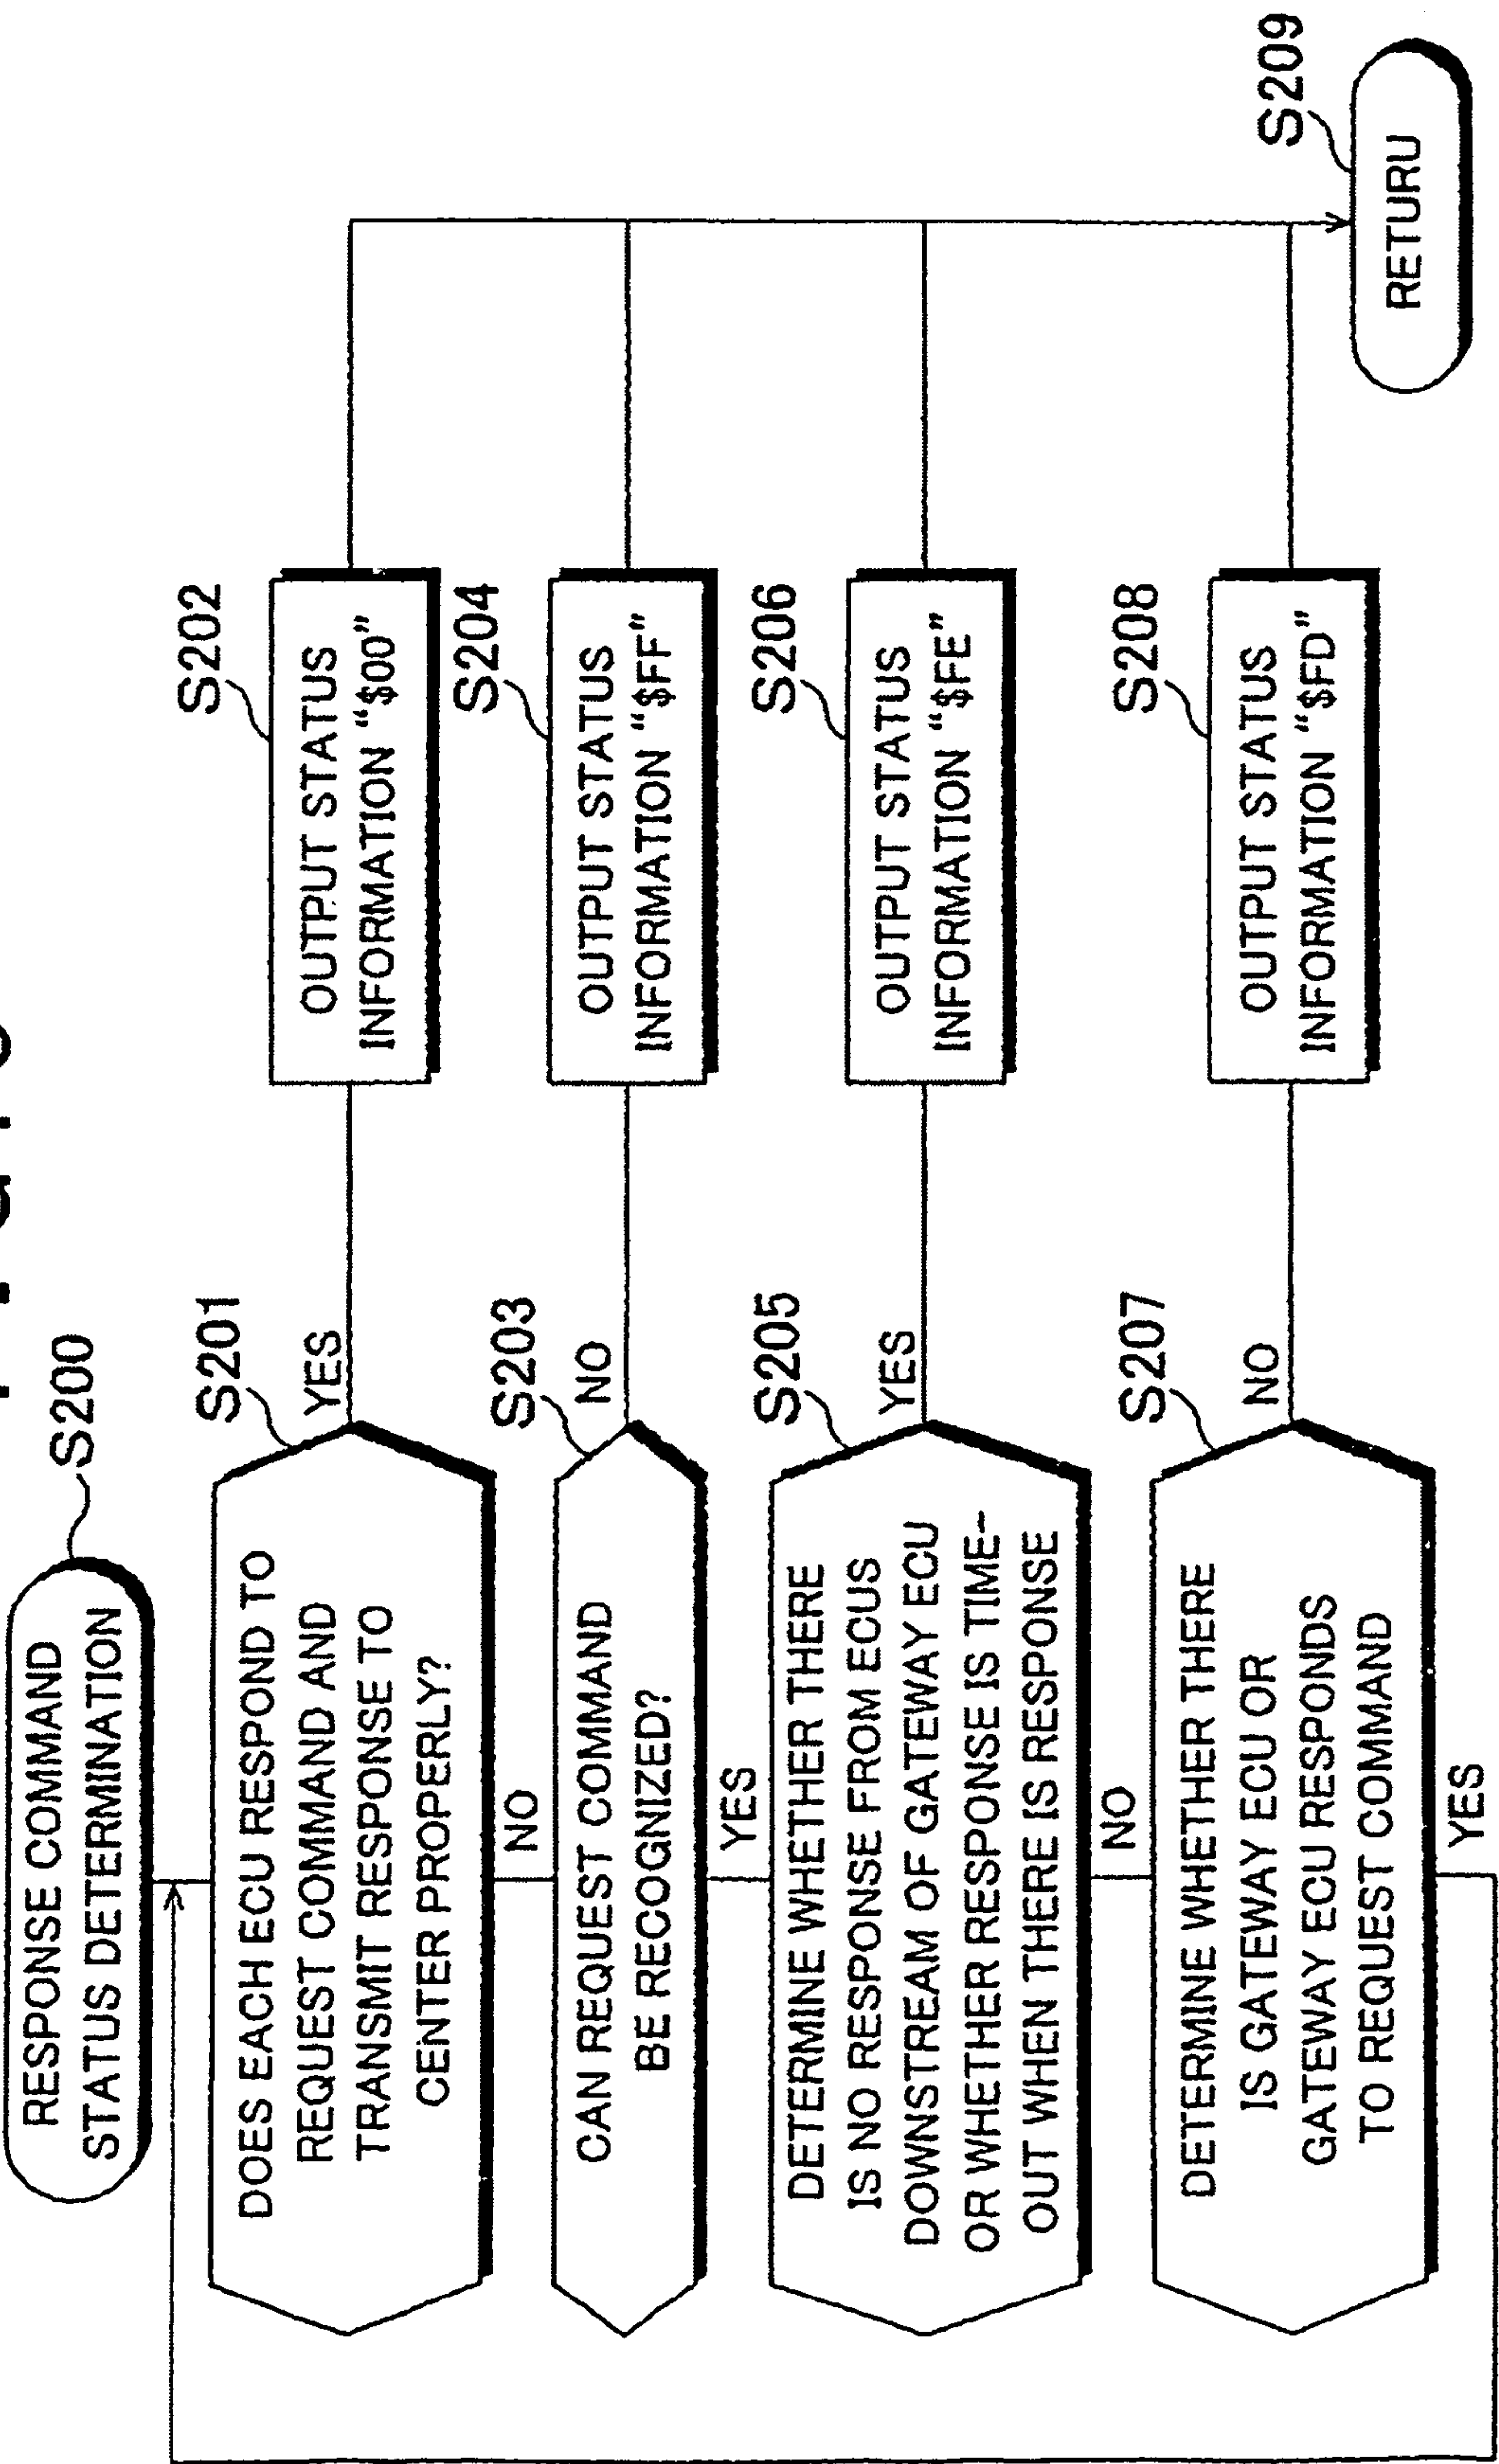 S200
RESPONSE COMMAND
STATUS DETERMINATION
S201
DOES EACH ECU RESPOND TO
REQUEST COMMAND AND
TRANSMIT RESPONSE TO
CENTER PROPERLY?
YES
NO
S202
OUTPUT STATUS
INFORMATION "$00"
S203
CAN REQUEST COMMAND
BE RECOGNIZED?
NO
YES
S204
OUTPUT STATUS
INFORMATION "$FF"
S205
DETERMINE WHETHER THERE
IS NO RESPONSE FROM ECUS
DOWNSTREAM OF GATEWAY ECU
OR WHETHER RESPONSE IS TIME-
OUT WHEN THERE IS RESPONSE
YES
NO
S206
OUTPUT STATUS
INFORMATION "$FE"
S207
DETERMINE WHETHER THERE
IS GATEWAY ECU OR
GATEWAY ECU RESPONDS
TO REQUEST COMMAND
NO
YES
S208
OUTPUT STATUS
INFORMATION "$FD"
S209
RETURU